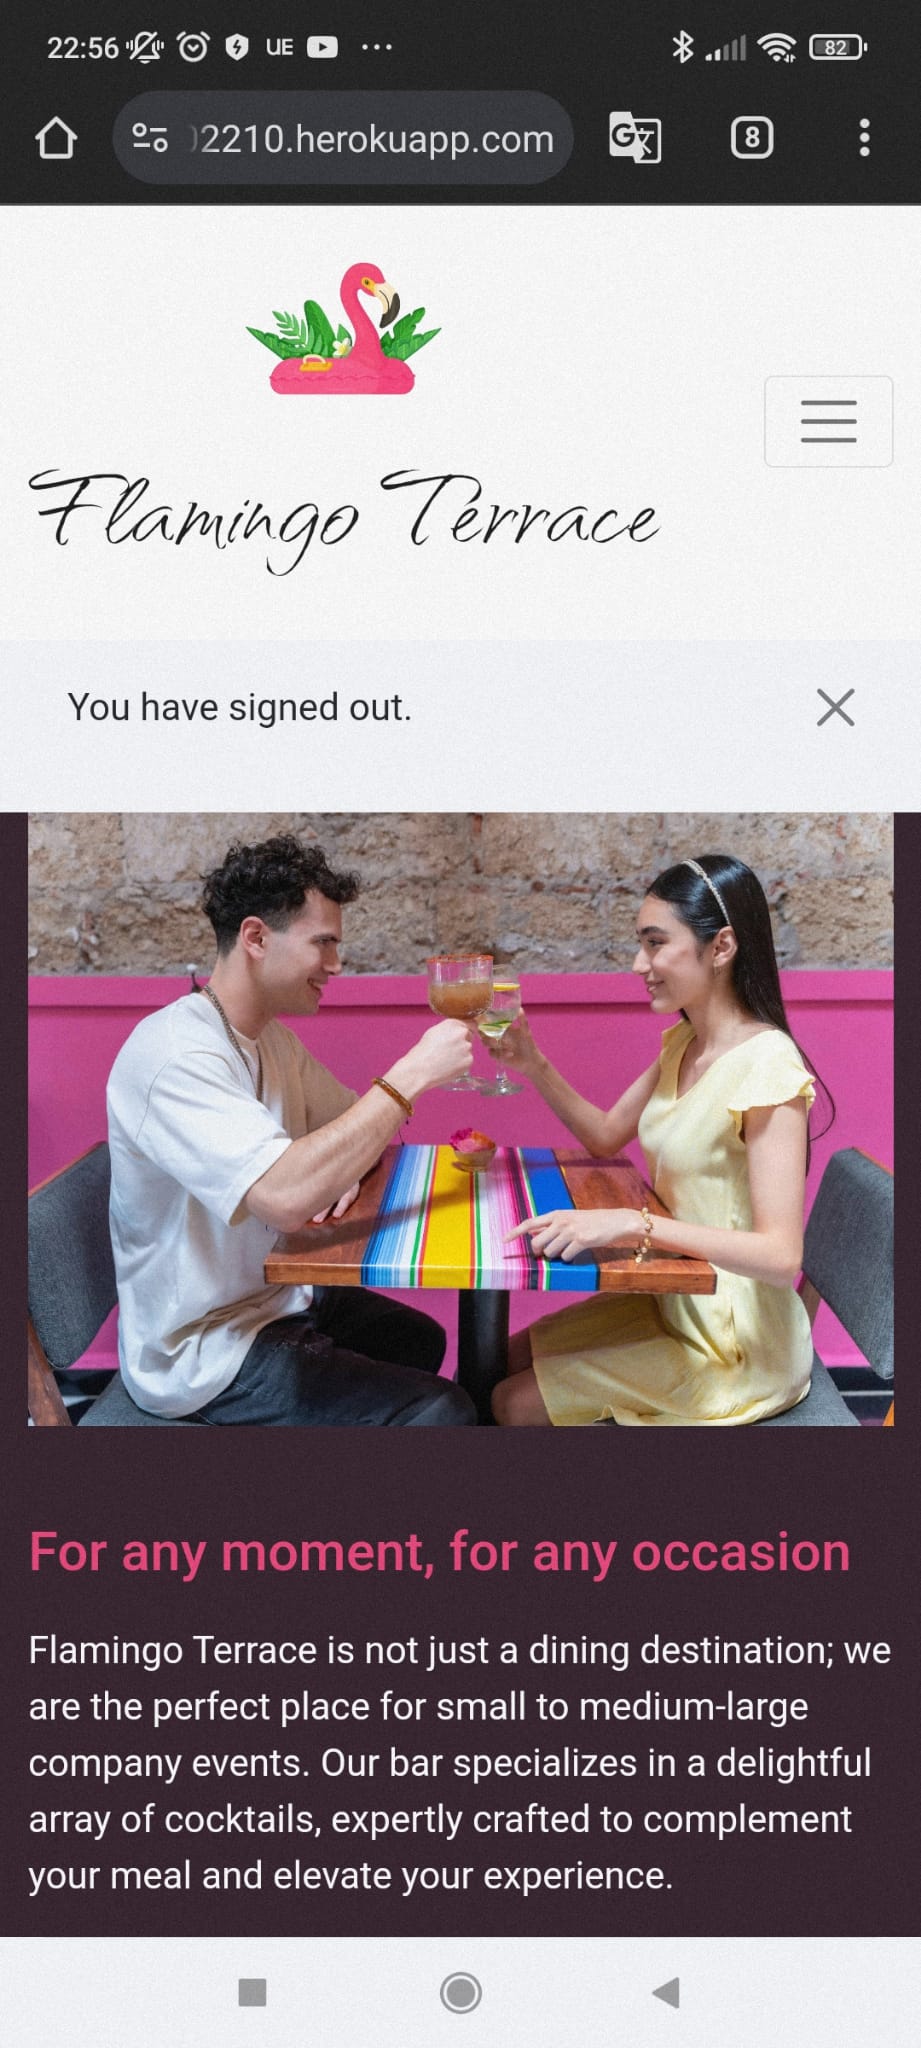 22:56 UE 82
2210.herokuapp.com 8
Flamingo Terrace
You have signed out.
For any moment, for any occasion
Flamingo Terrace is not just a dining destination; we
are the perfect place for small to medium-large
company events. Our bar specializes in a delightful
array of cocktails, expertly crafted to complement
your meal and elevate your experience.